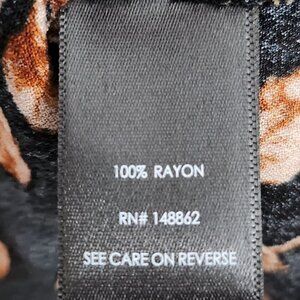 100% RAYON
RN# 148862
SEE CARE ON REVERSE